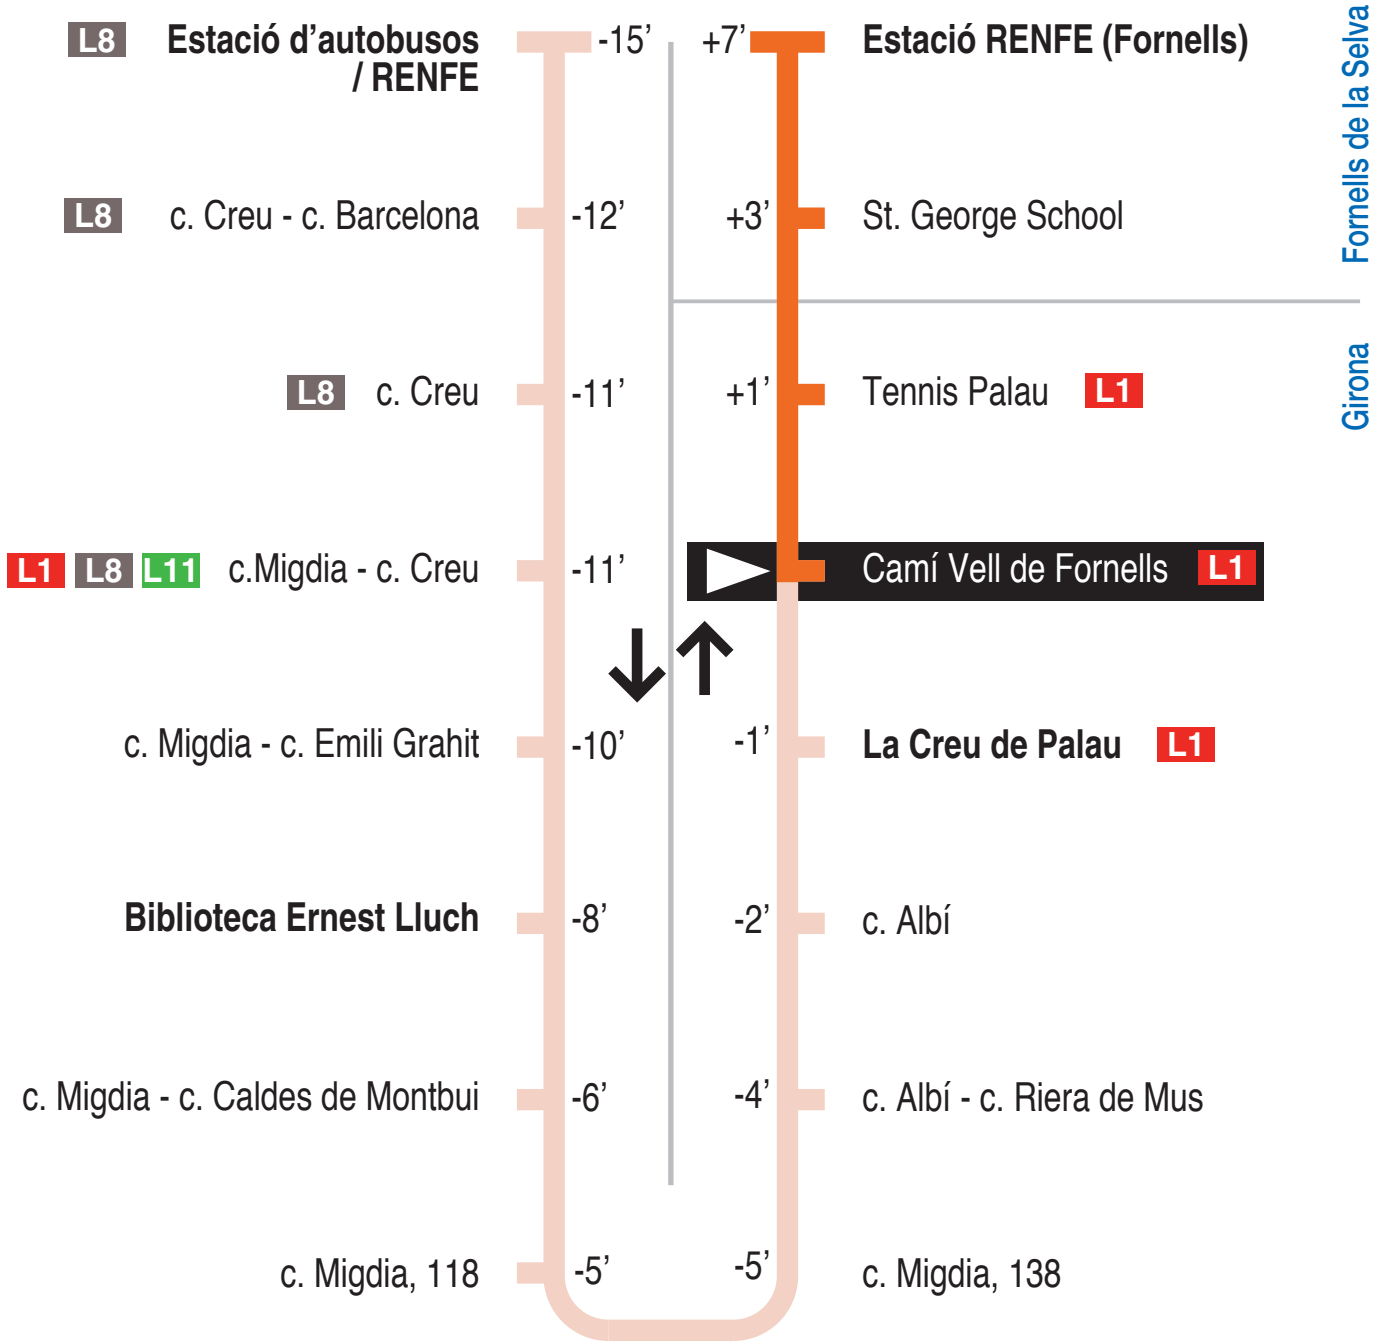 L8 Estació d’autobusos
/ RENFE
-15’
L8 c. Creu - c. Barcelona -12’
L8 c. Creu -11’
L1 L8 L11 c.Migdia - c. Creu -11’
c. Migdia - c. Emili Grahit -10’
Biblioteca Ernest Lluch -8’
c. Migdia - c. Caldes de Montbui -6’
c. Migdia, 118 -5’
+7’ Estació RENFE (Fornells)
+3’ St. George School
+1’ Tennis Palau L1
Camí Vell de Fornells L1
-1’ La Creu de Palau L1
-2’ c. Albí
-4’ c. Albí - c. Riera de Mus
-5’ c. Migdia, 138
Fornells de la Selva
Girona